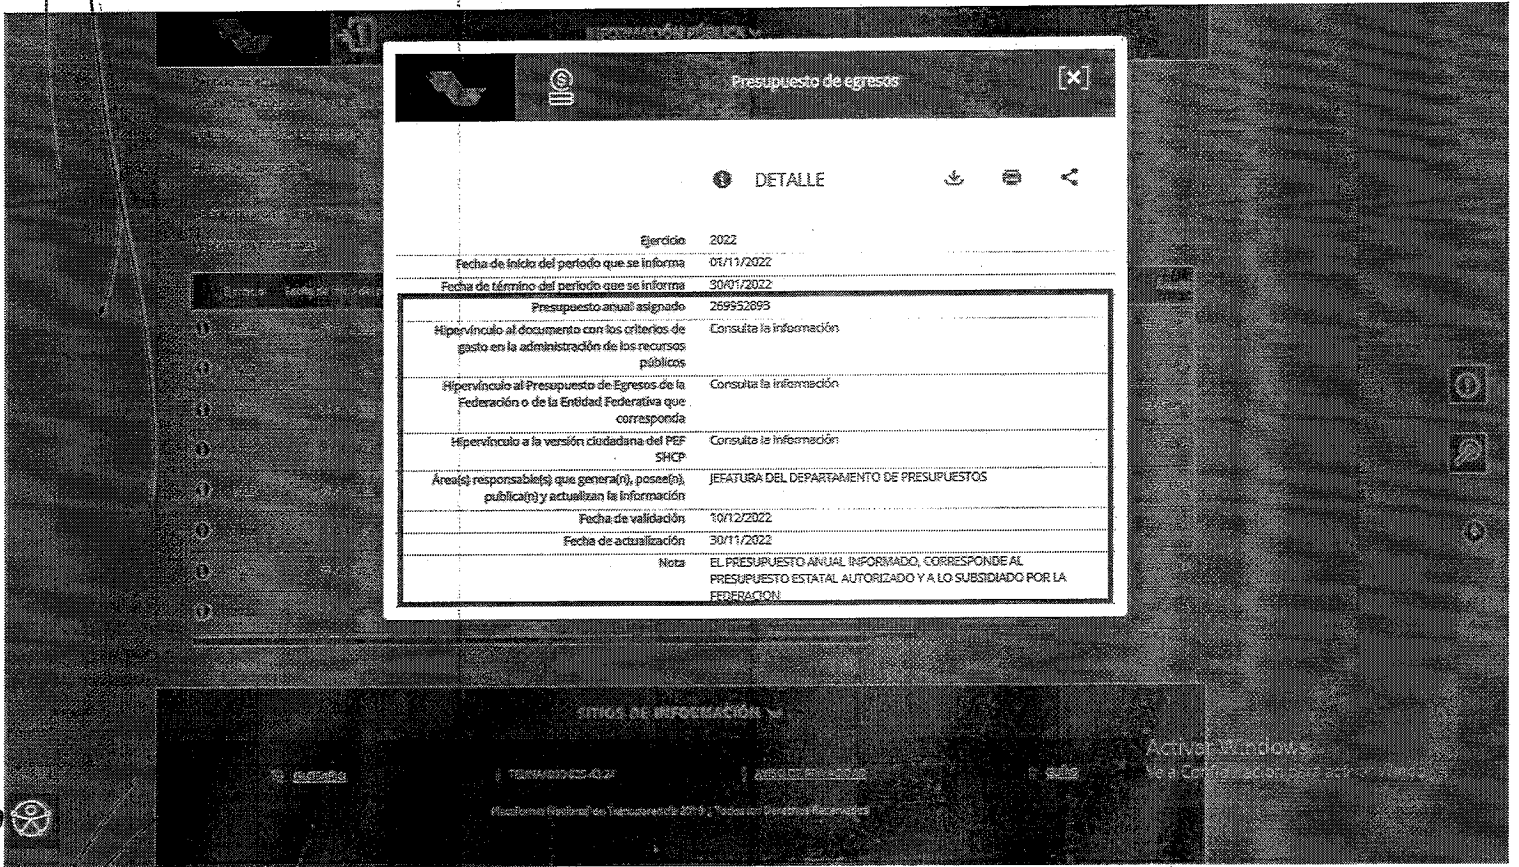 Presupuesto de egresos
[x]
DETALLE
Ejercicio 2022
Fecha de inicio del periodo que se informa 01/11/2022
Fecha de término del periodo que se informa 30/01/2022
Presupuesto anual asignado 269952893
Hipervínculo al documento con los criterios de Consulta la información
gasto en la administración de los recursos
públicos
Hipervínculo al Presupuesto de Egresos de la Consulta la información
Federación o de la Entidad Federativa que
corresponda
Hipervínculo a la versión ciudadana del PEF Consulta la información
SHCP
Área(s) responsable(s) que genera(n), posee(n), JEFATURA DEL DEPARTAMENTO DE PRESUPUESTOS
publica(n) y actualizan la información
Fecha de validación 10/12/2022
Fecha de actualización 30/11/2022
Nota EL PRESUPUESTO ANUAL INFORMADO, CORRESPONDE AL
PRESUPUESTO ESTATAL AUTORIZADO Y A LO SUBSIDIADO POR LA
FEDERACION
SITIOS DE INFORMACIÓN
Activar Windows